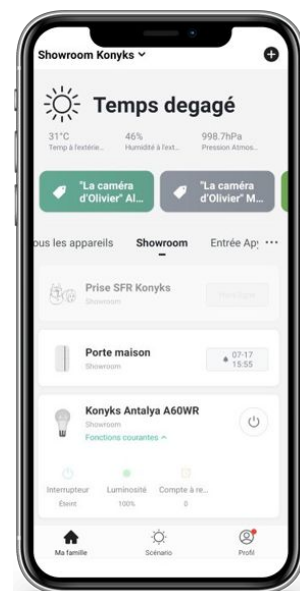 Showroom Konyks
Temps degagé
31°C 46% 998.7hPa
Temp à l'extérie... Humidité à l'ext... Pression Atmos...
"La caméra d'Olivier" Al...
"La caméra d'Olivier" M...
ous les appareils Showroom Entrée Ap
Prise SFR Konyks
Showroom
Porte maison
Showroom
07-17
15:55
Konyks Antalya A60WR
Showroom
Fonctions courantes
Interrupteur Luminosité Compte à re...
Éteint 100% 0
Ma famille Scénario Profil